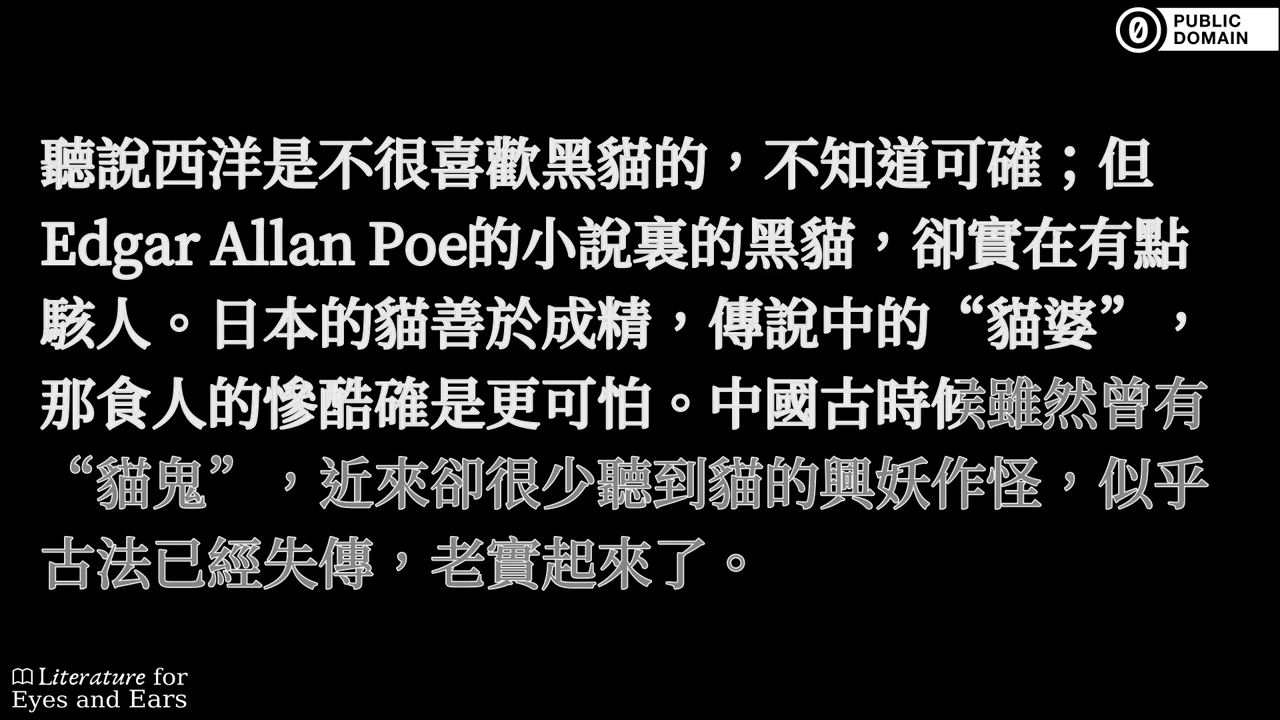 PUBLIC
DOMAIN
聽說西洋是不很喜歡黑貓的，不知道可確；但
Edgar Allan Poe的小說裏的黑貓，卻實在有點
駭人。日本的貓善於成精，傳說中的“貓婆”，
那食人的慘酷確是更可怕。中國古時候雖然曾有
“貓鬼”，近來卻很少聽到貓的興妖作怪，似乎
古法已經失傳，老實起來了。
Literature for
Eyes and Ears